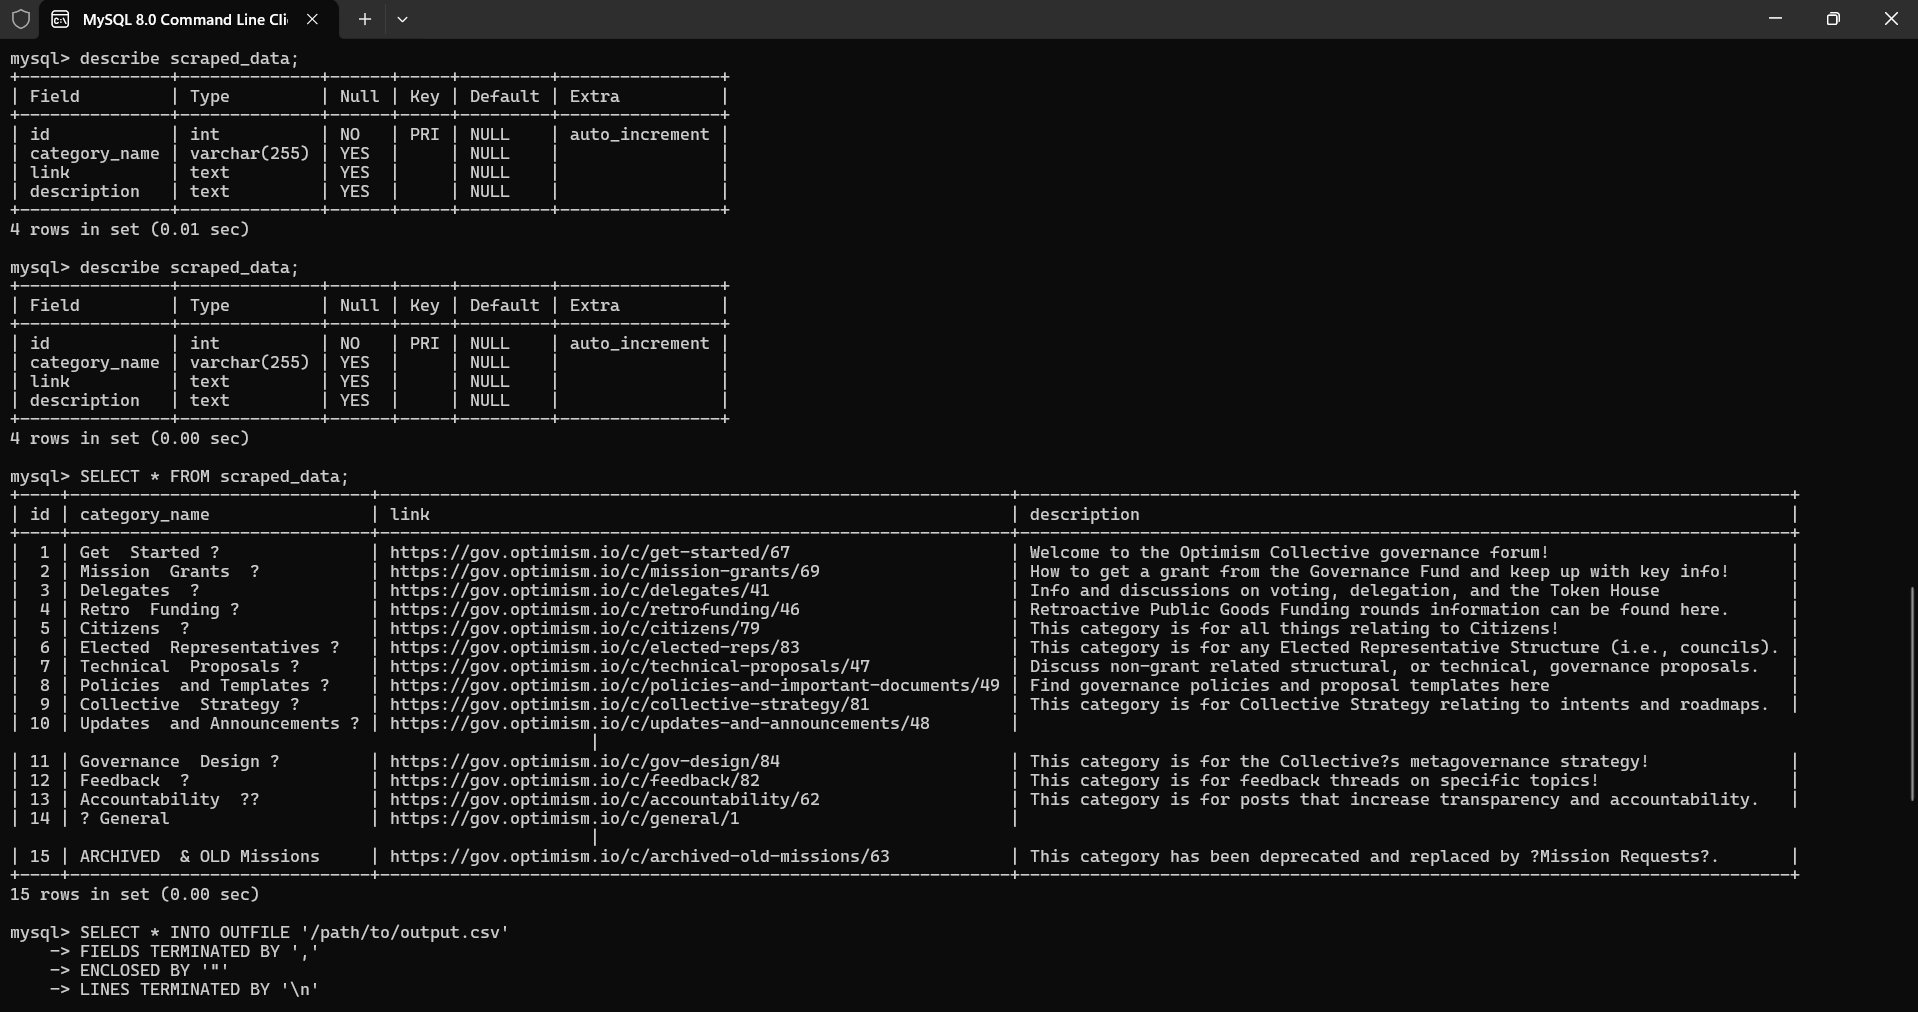 MySQL 8.0 Command Line Cli
mysql> describe scraped_data;
+---------------+--------------+------+-----+---------+----------------+
| Field         | Type         | Null | Key | Default | Extra          |
+---------------+--------------+------+-----+---------+----------------+
| id            | int          | NO   | PRI | NULL    | auto_increment |
| category_name | varchar(255) | YES  |     | NULL    |                |
| link          | text         | YES  |     | NULL    |                |
| description   | text         | YES  |     | NULL    |                |
+---------------+--------------+------+-----+---------+----------------+
4 rows in set (0.01 sec)
mysql> describe scraped_data;
+---------------+--------------+------+-----+---------+----------------+
| Field         | Type         | Null | Key | Default | Extra          |
+---------------+--------------+------+-----+---------+----------------+
| id            | int          | NO   | PRI | NULL    | auto_increment |
| category_name | varchar(255) | YES  |     | NULL    |                |
| link          | text         | YES  |     | NULL    |                |
| description   | text         | YES  |     | NULL    |                |
+---------------+--------------+------+-----+---------+----------------+
4 rows in set (0.00 sec)
mysql> SELECT * FROM scraped_data;
+----+------------------------------+---------------------------------------------------------------+-----------------------------------------------------------------------------+
| id | category_name                | link                                                          | description                                                                 |
+----+------------------------------+---------------------------------------------------------------+-----------------------------------------------------------------------------+
|  1 | Get  Started ?               | https://gov.optimism.io/c/get-started/67                      | Welcome to the Optimism Collective governance forum!                        |
|  2 | Mission  Grants  ?           | https://gov.optimism.io/c/mission-grants/69                   | How to get a grant from the Governance Fund and keep up with key info!      |
|  3 | Delegates  ?                 | https://gov.optimism.io/c/delegates/41                        | Info and discussions on voting, delegation, and the Token House             |
|  4 | Retro  Funding ?             | https://gov.optimism.io/c/retrofunding/46                     | Retroactive Public Goods Funding rounds information can be found here.      |
|  5 | Citizens  ?                  | https://gov.optimism.io/c/citizens/79                         | This category is for all things relating to Citizens!                       |
|  6 | Elected  Representatives ?   | https://gov.optimism.io/c/elected-reps/83                     | This category is for any Elected Representative Structure (i.e., councils). |
|  7 | Technical  Proposals ?       | https://gov.optimism.io/c/technical-proposals/47              | Discuss non-grant related structural, or technical, governance proposals.   |
|  8 | Policies  and Templates ?    | https://gov.optimism.io/c/policies-and-important-documents/49 | Find governance policies and proposal templates here                        |
|  9 | Collective  Strategy ?       | https://gov.optimism.io/c/collective-strategy/81              | This category is for Collective Strategy relating to intents and roadmaps.  |
| 10 | Updates  and Announcements ? | https://gov.optimism.io/c/updates-and-announcements/48        |
                                                          |
| 11 | Governance  Design ?         | https://gov.optimism.io/c/gov-design/84                       | This category is for the Collective?s metagovernance strategy!              |
| 12 | Feedback  ?                  | https://gov.optimism.io/c/feedback/82                         | This category is for feedback threads on specific topics!                   |
| 13 | Accountability  ??           | https://gov.optimism.io/c/accountability/62                   | This category is for posts that increase transparency and accountability.   |
| 14 | ? General                    | https://gov.optimism.io/c/general/1                           |
                                                          |
| 15 | ARCHIVED  & OLD Missions     | https://gov.optimism.io/c/archived-old-missions/63            | This category has been deprecated and replaced by ?Mission Requests?.       |
+----+------------------------------+---------------------------------------------------------------+-----------------------------------------------------------------------------+
15 rows in set (0.00 sec)
mysql> SELECT * INTO OUTFILE '/path/to/output.csv'
    -> FIELDS TERMINATED BY ','
    -> ENCLOSED BY '"'
    -> LINES TERMINATED BY '\n'